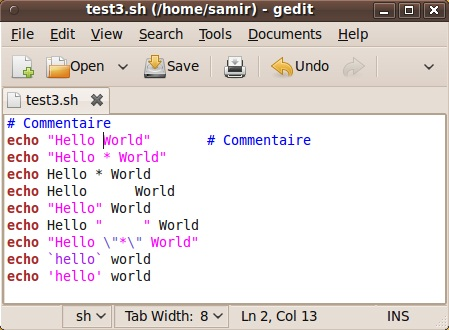 test3.sh (/home/samir) - gedit
File Edit View Search Tools Documents Help
Open Save Undo
test3.sh
# Commentaire
echo "Hello World"       # Commentaire
echo "Hello * World"
echo Hello * World
echo Hello      World
echo "Hello" World
echo Hello "     " World
echo "Hello \"*\" World"
echo `hello` world
echo 'hello' world
sh Tab Width: 8 Ln 2, Col 13 INS